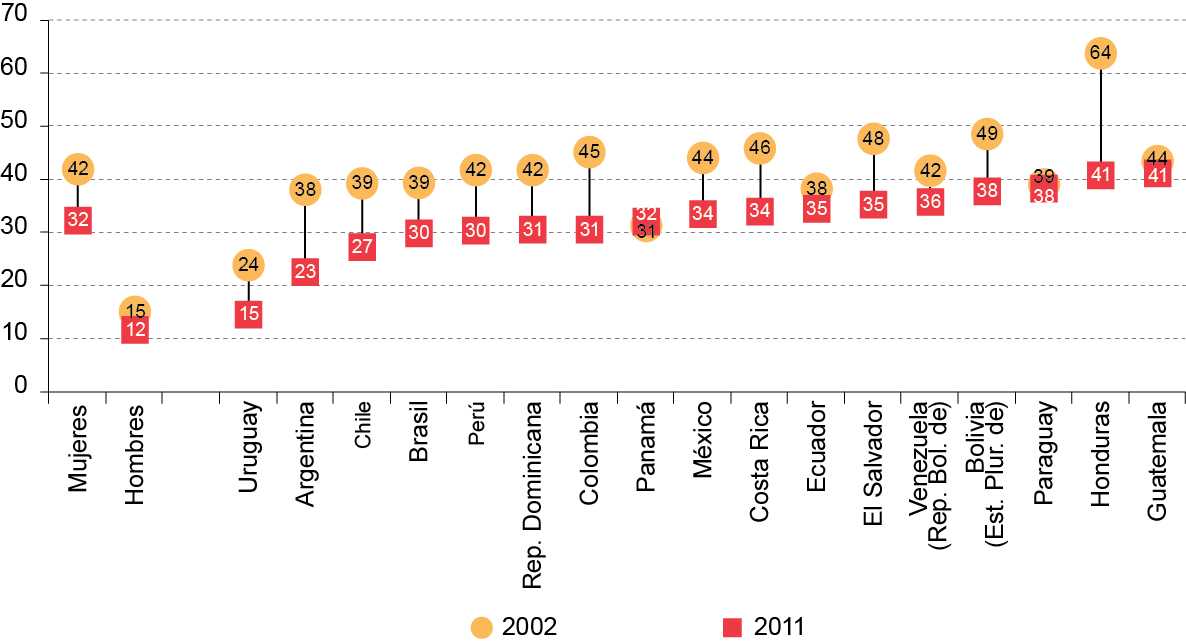 70
60
50
40
30
20
10
0
42
32
15
12
24
15
38
23
39
27
39
30
42
30
42
31
45
31
32
31
44
34
46
34
38
35
48
35
42
36
49
38
39
38
64
41
44
41
Mujeres
Hombres
Uruguay
Argentina
Chile
Brasil
Perú
Rep. Dominicana
Colombia
Panamá
México
Costa Rica
Ecuador
El Salvador
Venezuela
(Rep. Bol. de)
Bolivia
(Est. Plur. de)
Paraguay
Honduras
Guatemala
2002
2011